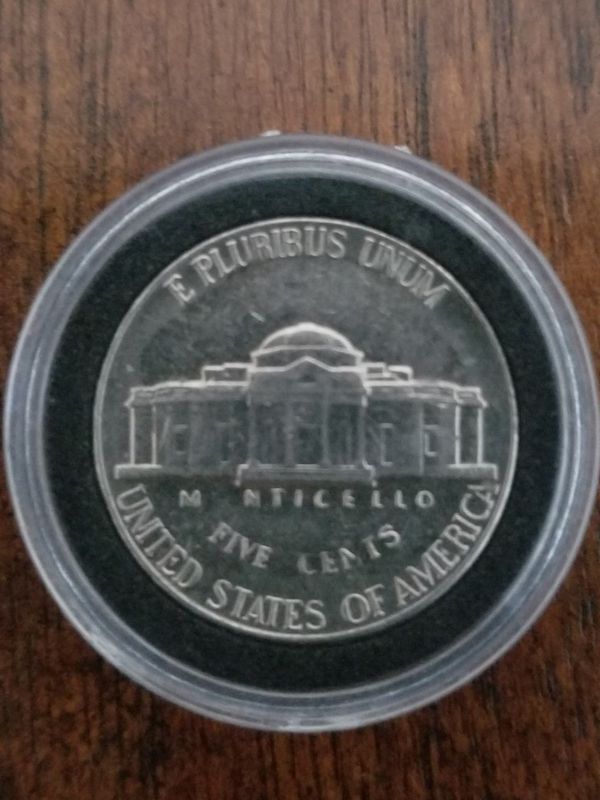 E PLURIBUS UNUM
M NTICELLO
FIVE CENTS
UNITED STATES OF AMERICA